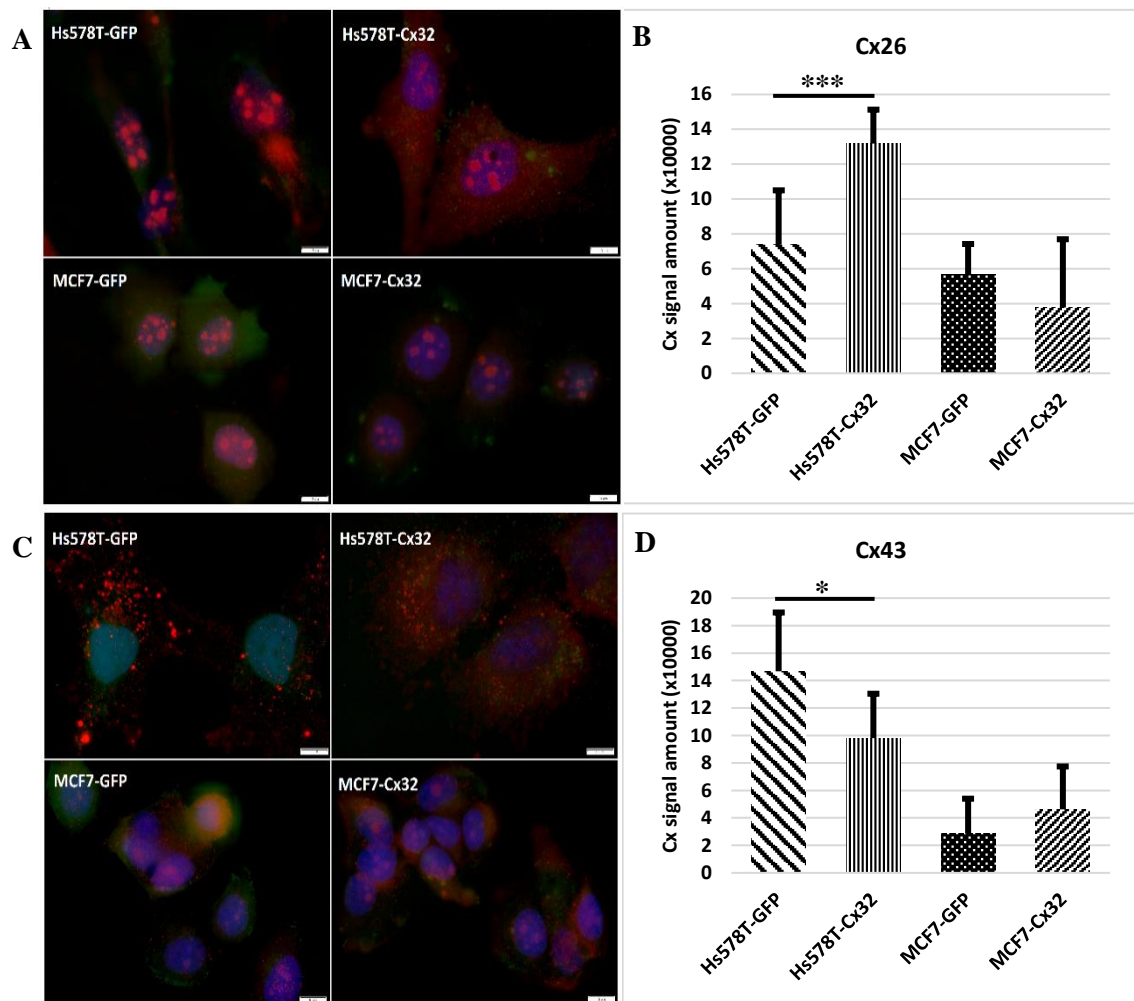 A
Hs578T-GFP
Hs578T-Cx32
MCF7-GFP
MCF7-Cx32
B
Cx26
***
Cx signal amount (x10000)
16
14
12
10
8
6
4
2
0
Hs578T-GFP
Hs578T-Cx32
MCF7-GFP
MCF7-Cx32
C
Hs578T-GFP
Hs578T-Cx32
MCF7-GFP
MCF7-Cx32
D
Cx43
*
Cx signal amount (x10000)
20
18
16
14
12
10
8
6
4
2
0
Hs578T-GFP
Hs578T-Cx32
MCF7-GFP
MCF7-Cx32